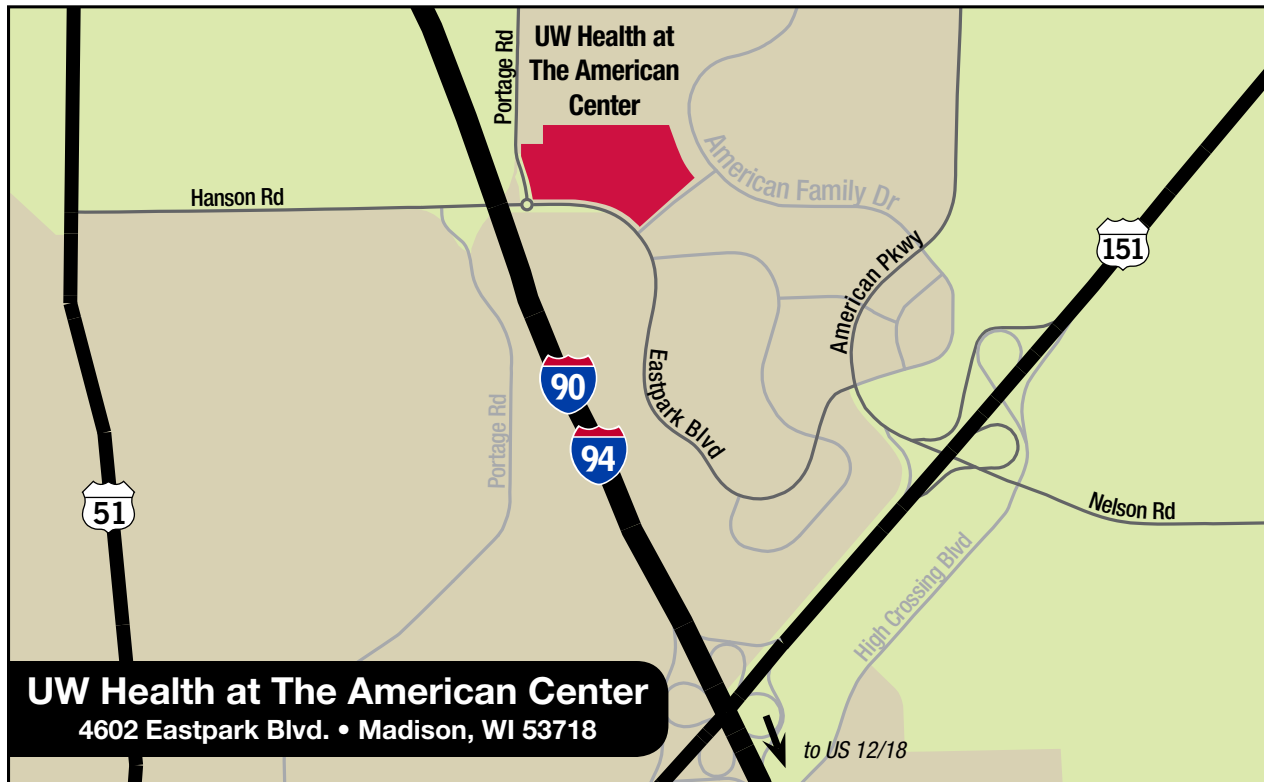 UW Health at
The American
Center
Portage Rd
American Family Dr
Hanson Rd
151
American Pkwy
90
Eastpark Blvd
94
Portage Rd
51
Nelson Rd
High Crossing Blvd
UW Health at The American Center
4602 Eastpark Blvd. • Madison, WI 53718
to US 12/18